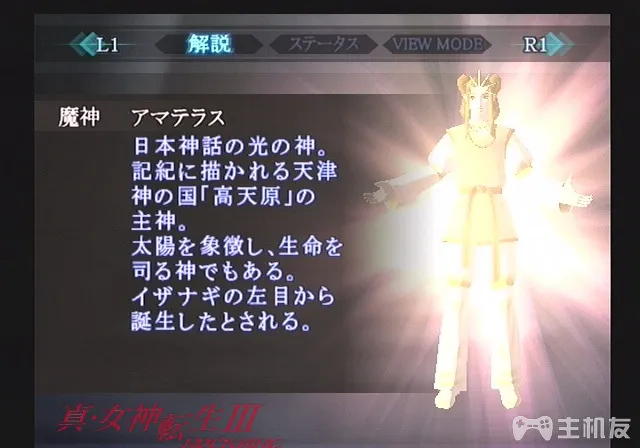 L1
解説
ステータス
VIEW MODE
R1
魔神 アマテラス
日本神話の光の神。
記紀に描かれる天津
神の国「高天原」の
主神。
太陽を象徴し、生命を
司る神でもある。
イザナギの左目から
誕生したとされる。
真・女神転生III
主机友